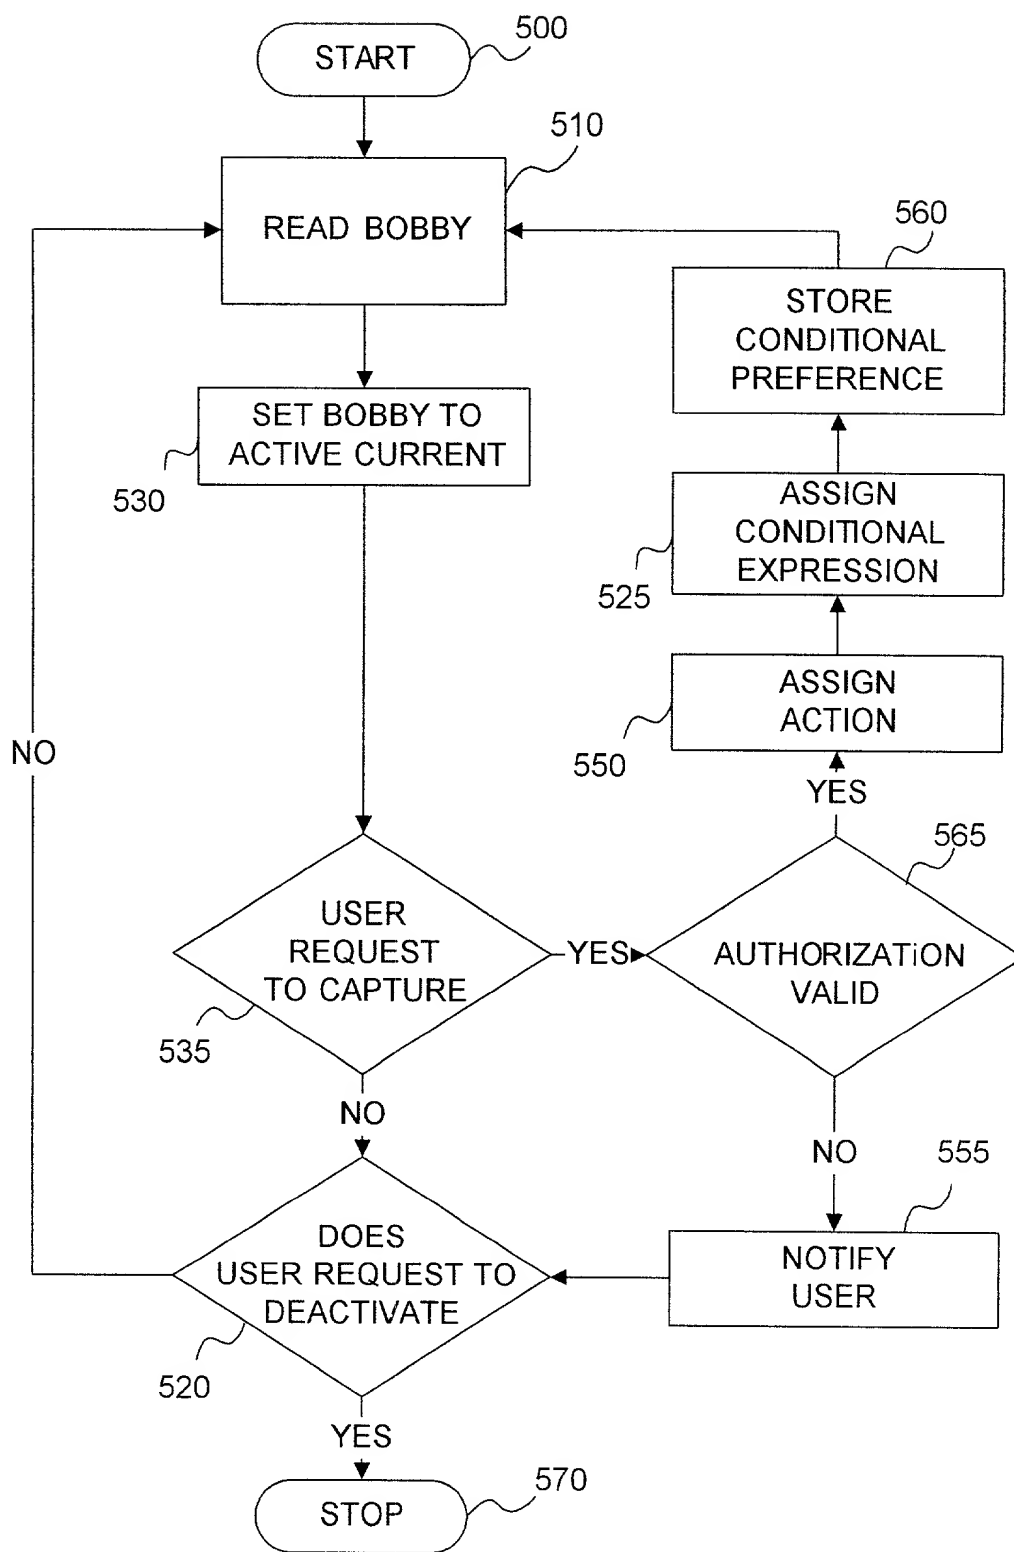 START
500
510
READ BOBBY
560
STORE
CONDITIONAL
PREFERENCE
SET BOBBY TO
ACTIVE CURRENT
530
ASSIGN
CONDITIONAL
EXPRESSION
525
ASSIGN
ACTION
550
NO
YES
565
USER
REQUEST
TO CAPTURE
YES
AUTHORIZATiON
VALID
535
NO
NO
555
DOES
USER REQUEST TO
DEACTIVATE
NOTIFY
USER
520
YES
STOP
570